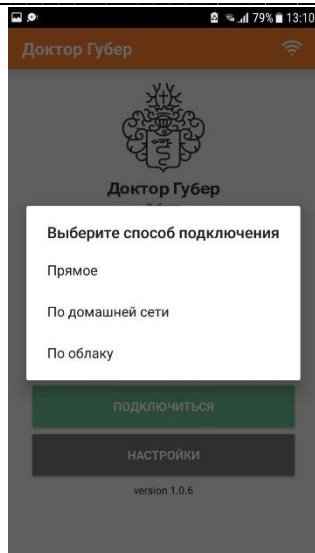 79% 13:10
Доктор Губер
Доктор Губер
Выберите способ подключения
Прямое
По домашней сети
По облаку
ПОДКЛЮЧИТЬСЯ
НАСТРОЙКИ
version 1.0.6